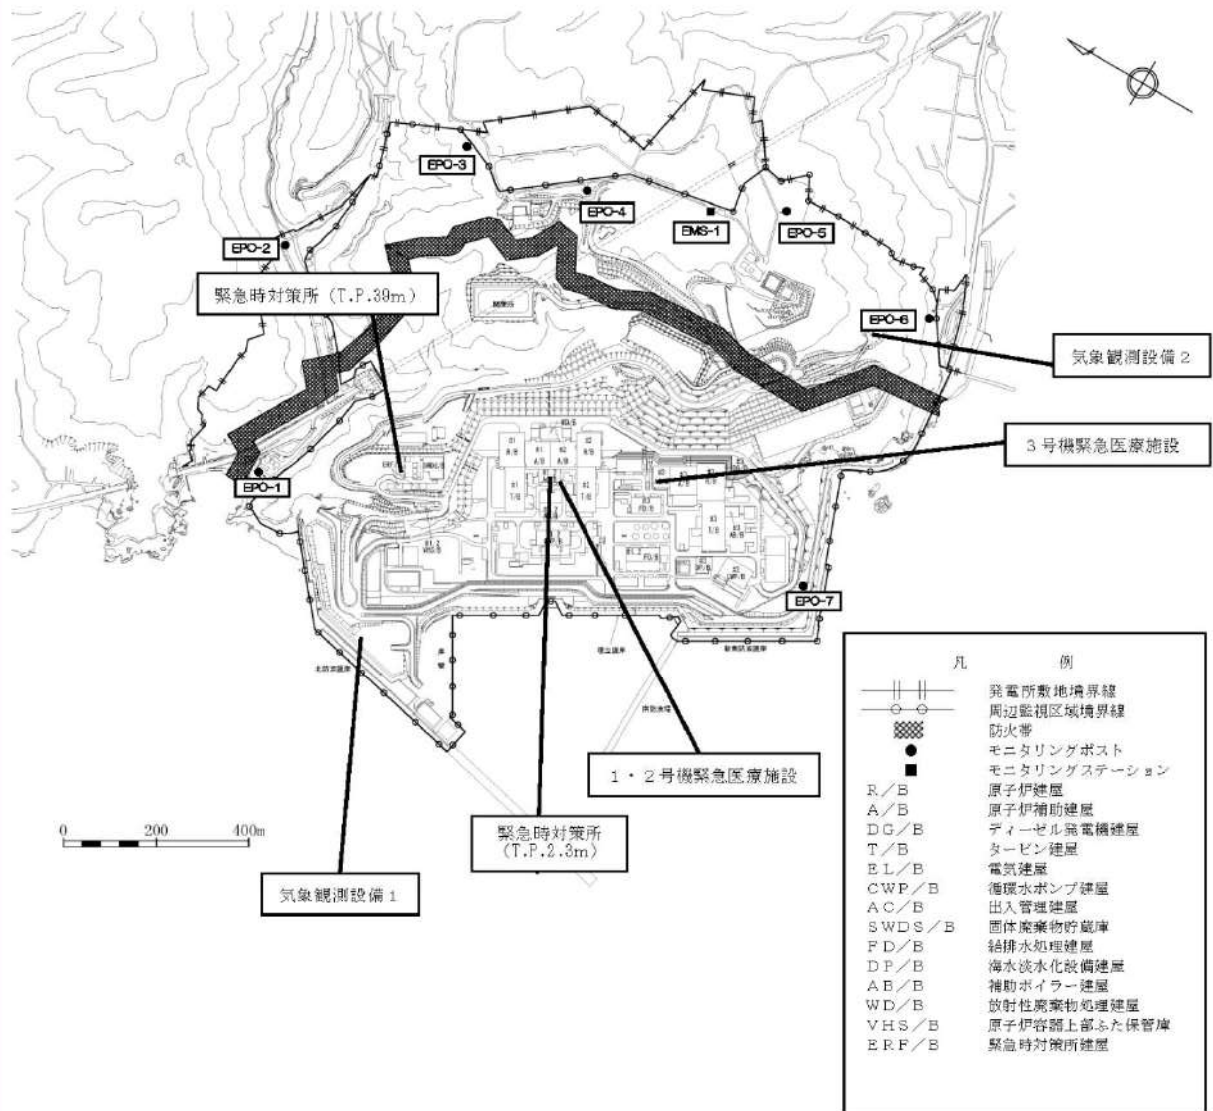 EPO-3
EPO-4
EMS-1
EPO-5
EPO-2
緊急時対策所 (T.P.39m)
EPO-6
気象観測設備2
3号機緊急医療施設
EPO-1
EPO-7
1・2号機緊急医療施設
緊急時対策所
(T.P.2.3m)
気象観測設備1
0 200 400m
凡 例
発電所敷地境界線
周辺監視区域境界線
防火帯
モニタリングポスト
モニタリングステーション
R/B 原子炉建屋
A/B 原子炉補助建屋
DG/B ディーゼル発電機建屋
T/B タービン建屋
EL/B 電気建屋
CWP/B 循環水ポンプ建屋
AC/B 出入管理建屋
SWDS/B 固体廃棄物貯蔵庫
FD/B 給排水処理建屋
DP/B 海水淡水化設備建屋
AB/B 補助ボイラー建屋
WD/B 放射性廃棄物処理建屋
VHS/B 原子炉容器上部ふた保管庫
ERF/B 緊急時対策所建屋